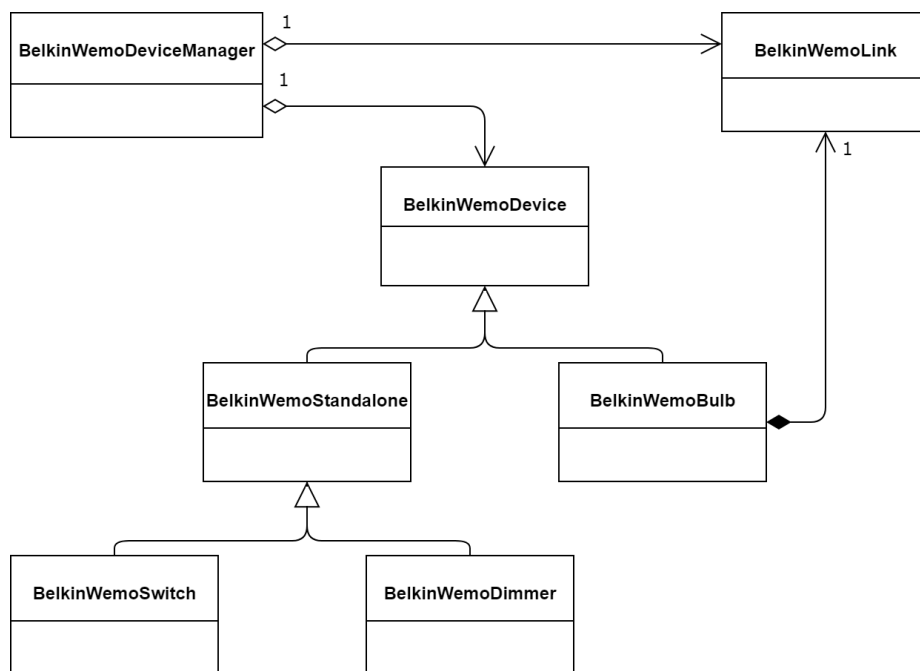 1
BelkinWemoDeviceManager
BelkinWemoLink
1
1
BelkinWemoDevice
BelkinWemoStandalone
BelkinWemoBulb
BelkinWemoSwitch
BelkinWemoDimmer